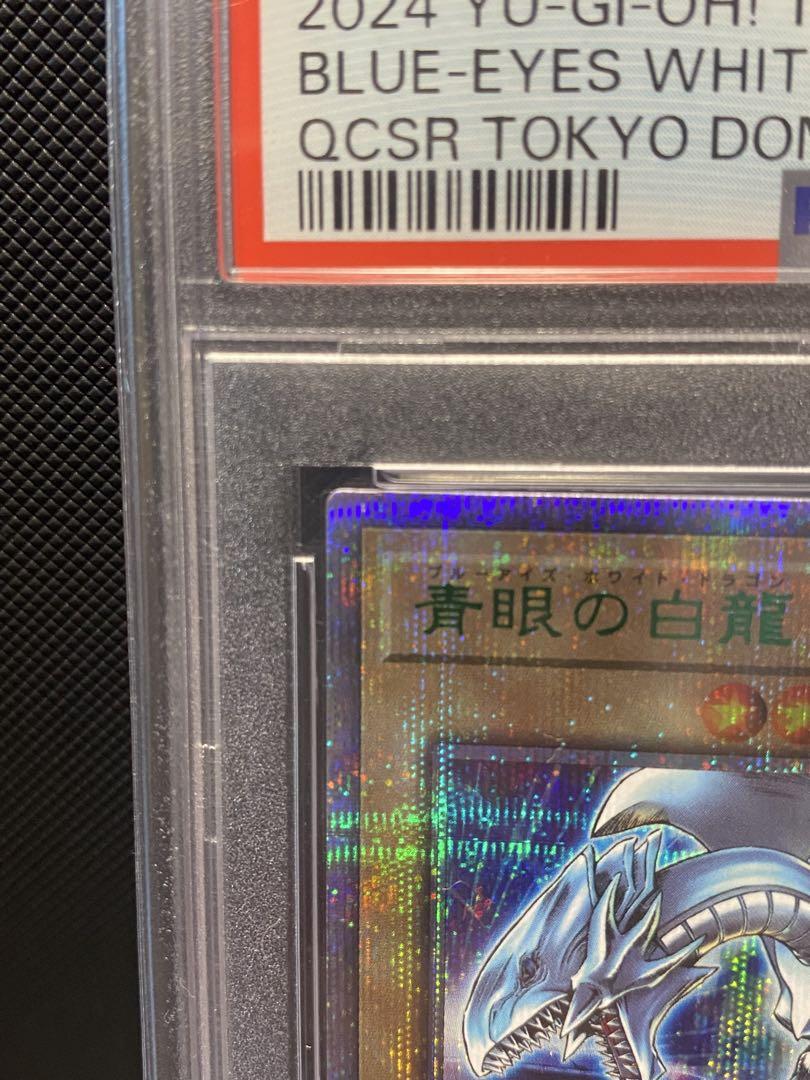 2024 YU-GI-OH!
BLUE-EYES WHIT
QCSR TOKYO DOM
ブルーアイズ・ホワイト・ドラゴン
青眼の白龍